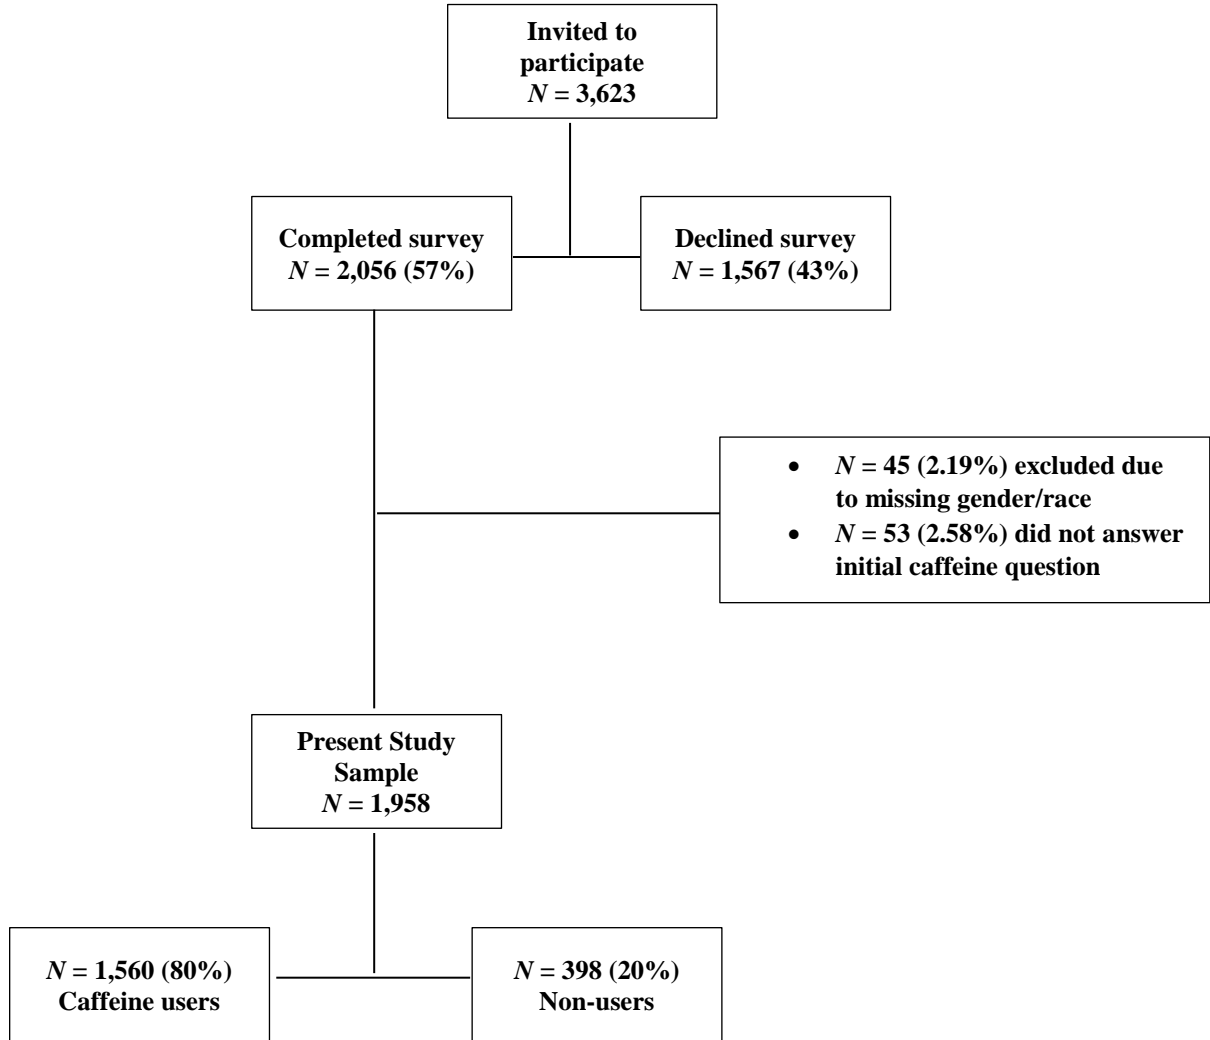 Invited to
participate
N = 3,623
Completed survey
N = 2,056 (57%)
Declined survey
N = 1,567 (43%)
• N = 45 (2.19%) excluded due
to missing gender/race
• N = 53 (2.58%) did not answer
initial caffeine question
Present Study
Sample
N = 1,958
N = 1,560 (80%)
Caffeine users
N = 398 (20%)
Non-users